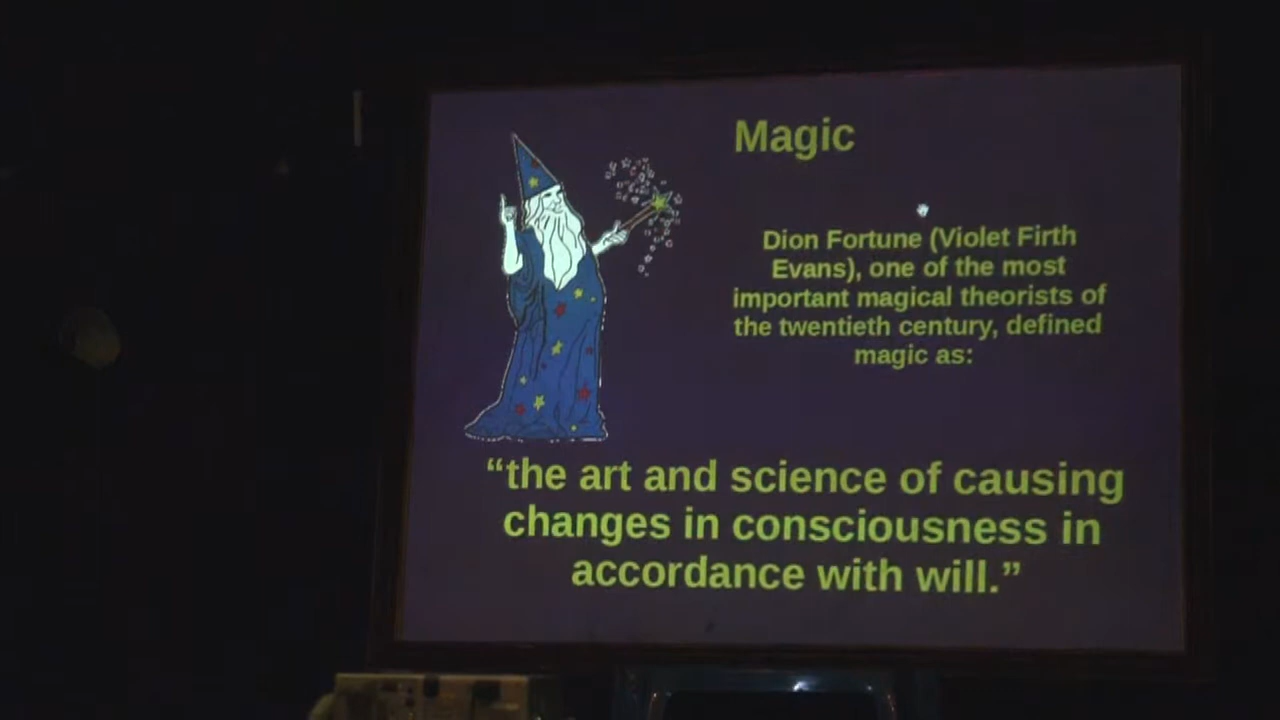 Magic
Dion Fortune (Violet Firth
Evans), one of the most
important magical theorists of
the twentieth century, defined
magic as:
“the art and science of causing
changes in consciousness in
accordance with will.”